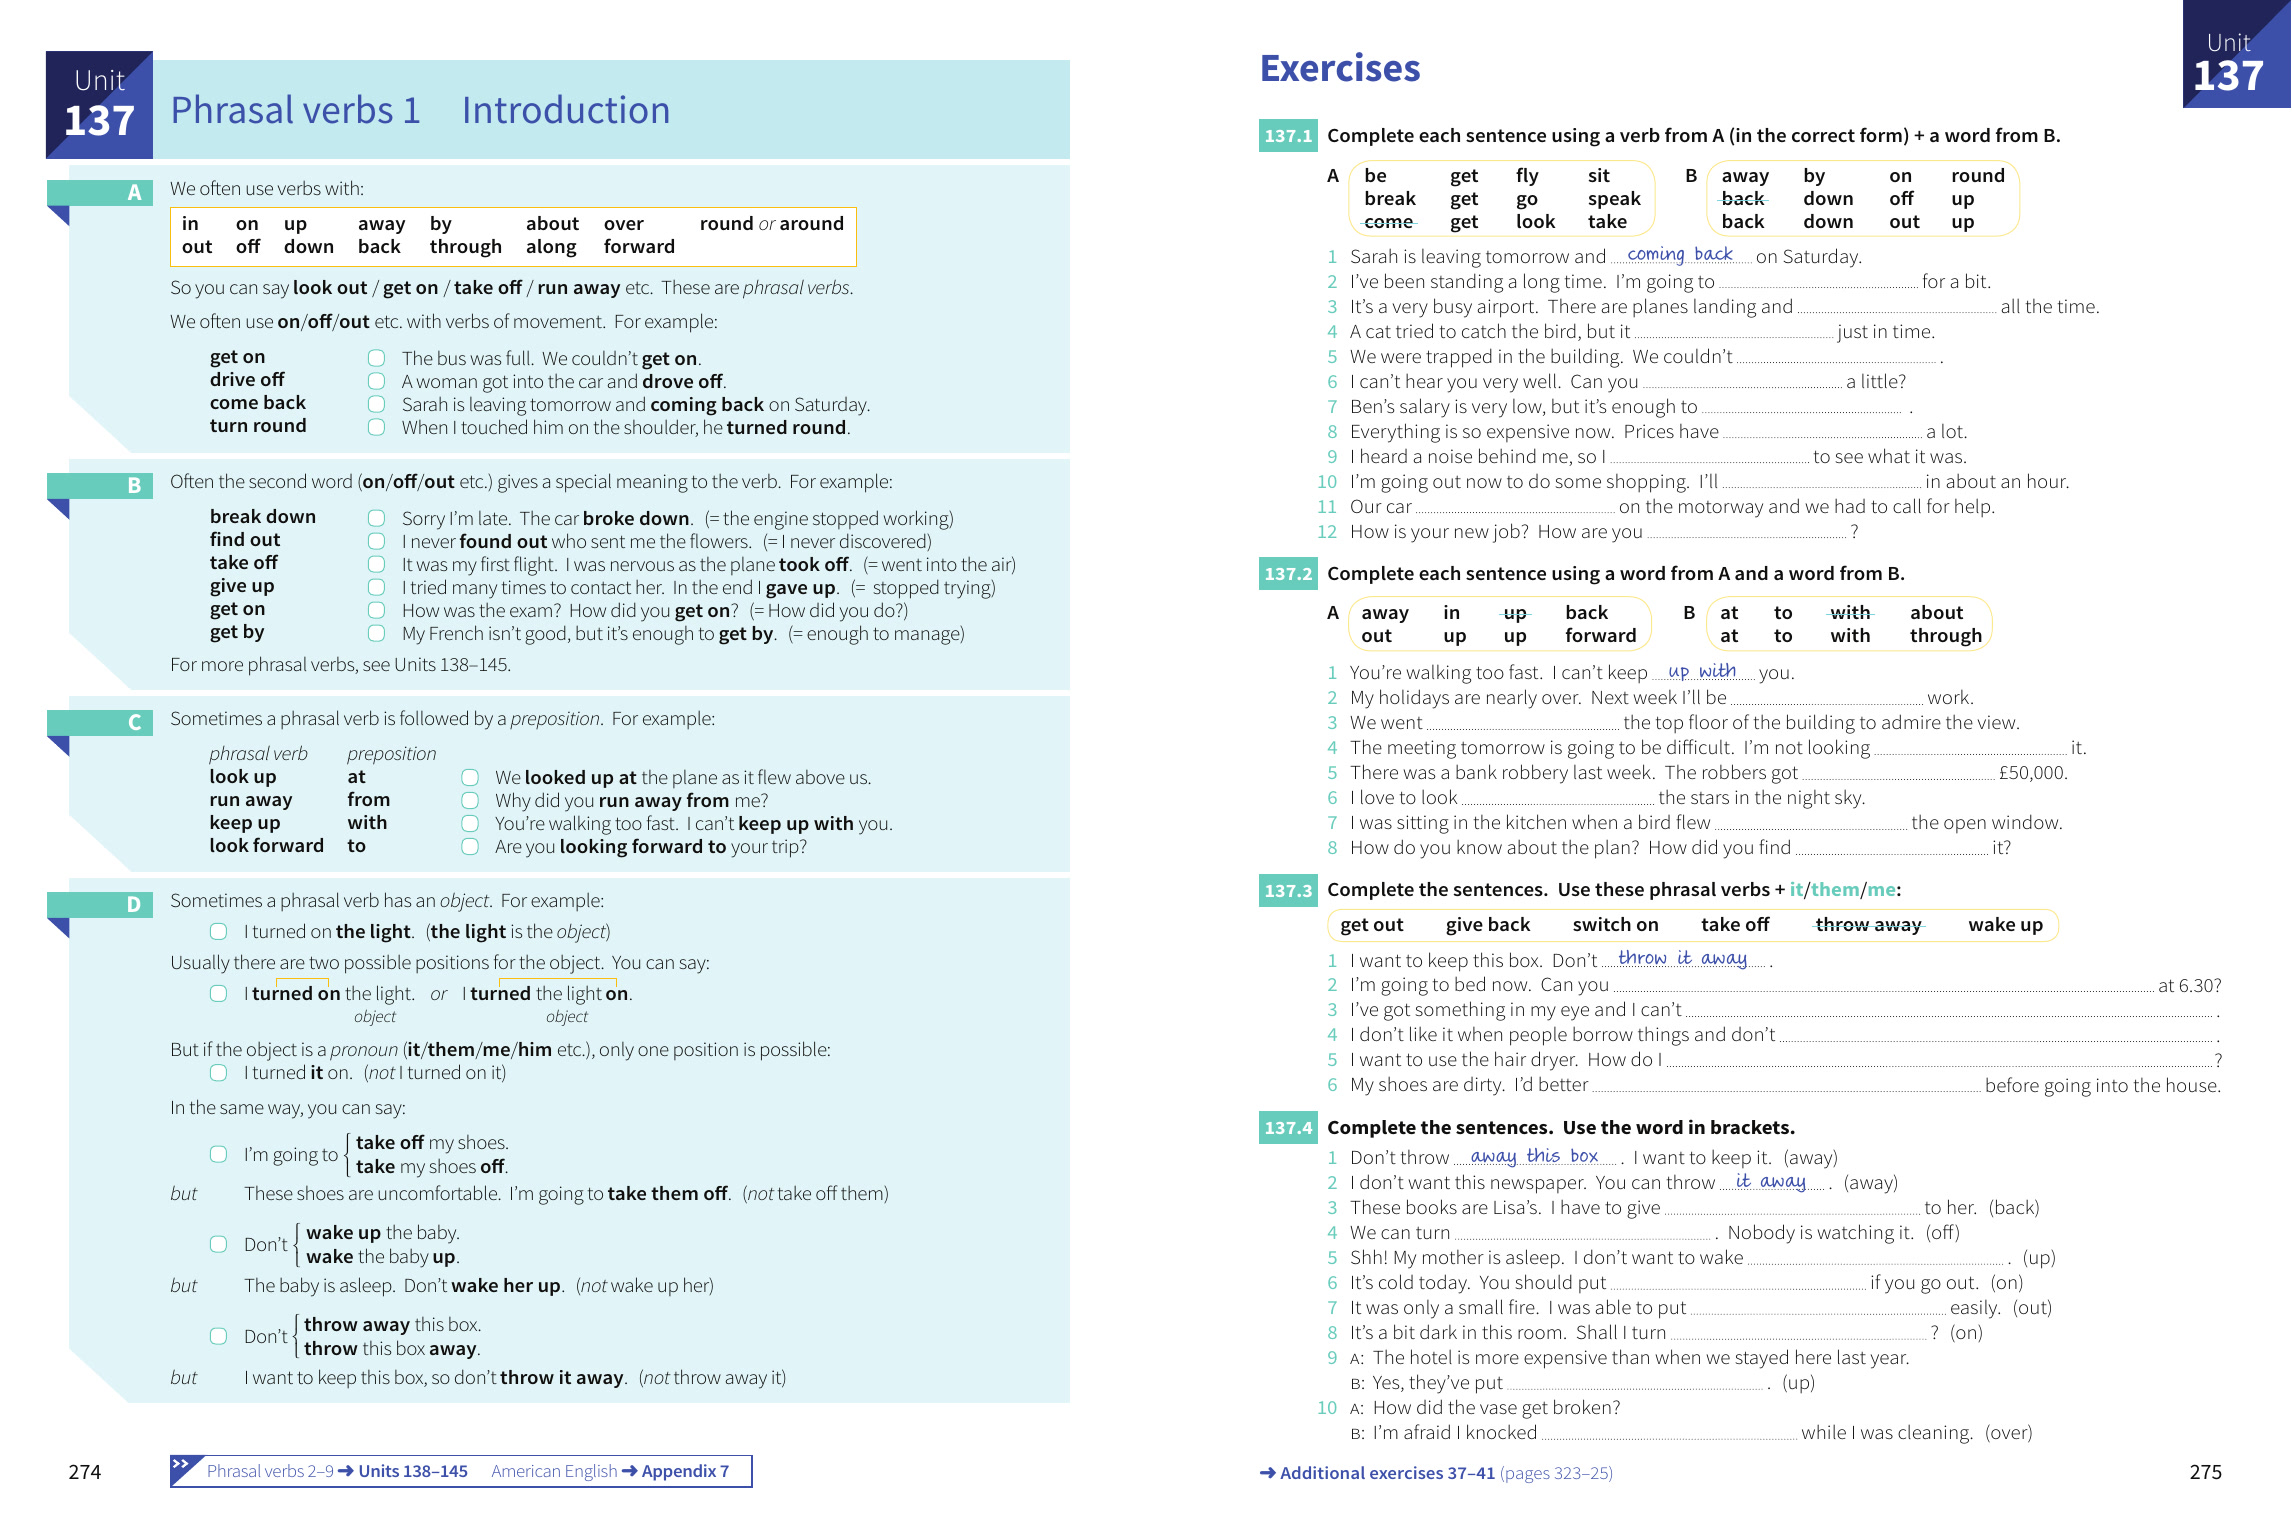 Unit
137
Phrasal verbs 1 Introduction
A
We often use verbs with:
in on up away by about over round or around
out off down back through along forward
So you can say look out / get on / take off / run away etc. These are phrasal verbs.
We often use on/off/out etc. with verbs of movement. For example:
get on The bus was full. We couldn't get on.
drive off A woman got into the car and drove off.
come back Sarah is leaving tomorrow and coming back on Saturday.
turn round When I touched him on the shoulder, he turned round.
B
Often the second word (on/off/out etc.) gives a special meaning to the verb. For example:
break down Sorry I'm late. The car broke down. (= the engine stopped working)
find out I never found out who sent me the flowers. (= I never discovered)
take off It was my first flight. I was nervous as the plane took off. (= went into the air)
give up I tried many times to contact her. In the end I gave up. (= stopped trying)
get on How was the exam? How did you get on? (= How did you do?)
get by My French isn't good, but it's enough to get by. (= enough to manage)
For more phrasal verbs, see Units 138–145.
C
Sometimes a phrasal verb is followed by a preposition. For example:
phrasal verb preposition
look up at We looked up at the plane as it flew above us.
run away from Why did you run away from me?
keep up with You're walking too fast. I can't keep up with you.
look forward to Are you looking forward to your trip?
D
Sometimes a phrasal verb has an object. For example:
I turned on the light. (the light is the object)
Usually there are two possible positions for the object. You can say:
I turned on the light. or I turned the light on.
object object
But if the object is a pronoun (it/them/me/him etc.), only one position is possible:
I turned it on. (not I turned on it)
In the same way, you can say:
I'm going to
take off my shoes.
take my shoes off.
but These shoes are uncomfortable. I'm going to take them off. (not take off them)
Don't
wake up the baby.
wake the baby up.
but The baby is asleep. Don't wake her up. (not wake up her)
Don't
throw away this box.
throw this box away.
but I want to keep this box, so don't throw it away. (not throw away it)
274
>> Phrasal verbs 2–9 ➜ Units 138–145 American English ➜ Appendix 7
Exercises
Unit
137
137.1 Complete each sentence using a verb from A (in the correct form) + a word from B.
A be get fly sit B away by on round
break get go speak back down off up
come get look take back down out up
1 Sarah is leaving tomorrow and coming back on Saturday.
2 I've been standing a long time. I'm going to for a bit.
3 It's a very busy airport. There are planes landing and all the time.
4 A cat tried to catch the bird, but it just in time.
5 We were trapped in the building. We couldn't .
6 I can't hear you very well. Can you a little?
7 Ben's salary is very low, but it's enough to .
8 Everything is so expensive now. Prices have a lot.
9 I heard a noise behind me, so I to see what it was.
10 I'm going out now to do some shopping. I'll in about an hour.
11 Our car on the motorway and we had to call for help.
12 How is your new job? How are you ?
137.2 Complete each sentence using a word from A and a word from B.
A away in up back B at to with about
out up up forward at to with through
1 You're walking too fast. I can't keep up with you.
2 My holidays are nearly over. Next week I'll be work.
3 We went the top floor of the building to admire the view.
4 The meeting tomorrow is going to be difficult. I'm not looking it.
5 There was a bank robbery last week. The robbers got £50,000.
6 I love to look the stars in the night sky.
7 I was sitting in the kitchen when a bird flew the open window.
8 How do you know about the plan? How did you find it?
137.3 Complete the sentences. Use these phrasal verbs + it/them/me:
get out give back switch on take off throw away wake up
1 I want to keep this box. Don't throw it away .
2 I'm going to bed now. Can you at 6.30?
3 I've got something in my eye and I can't .
4 I don't like it when people borrow things and don't .
5 I want to use the hair dryer. How do I ?
6 My shoes are dirty. I'd better before going into the house.
137.4 Complete the sentences. Use the word in brackets.
1 Don't throw away this box . I want to keep it. (away)
2 I don't want this newspaper. You can throw it away . (away)
3 These books are Lisa's. I have to give to her. (back)
4 We can turn . Nobody is watching it. (off)
5 Shh! My mother is asleep. I don't want to wake . (up)
6 It's cold today. You should put if you go out. (on)
7 It was only a small fire. I was able to put easily. (out)
8 It's a bit dark in this room. Shall I turn ? (on)
9 A: The hotel is more expensive than when we stayed here last year.
B: Yes, they've put . (up)
10 A: How did the vase get broken?
B: I'm afraid I knocked while I was cleaning. (over)
➜ Additional exercises 37–41 (pages 323–25)
275